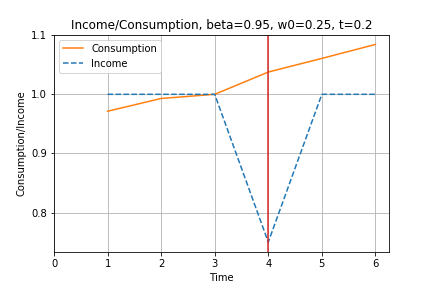 Income/Consumption, beta=0.95, w0=0.25, t=0.2
Consumption
Income
Consumption/Income
1.1
1.0
0.9
0.8
0 1 2 3 4 5 6
Time